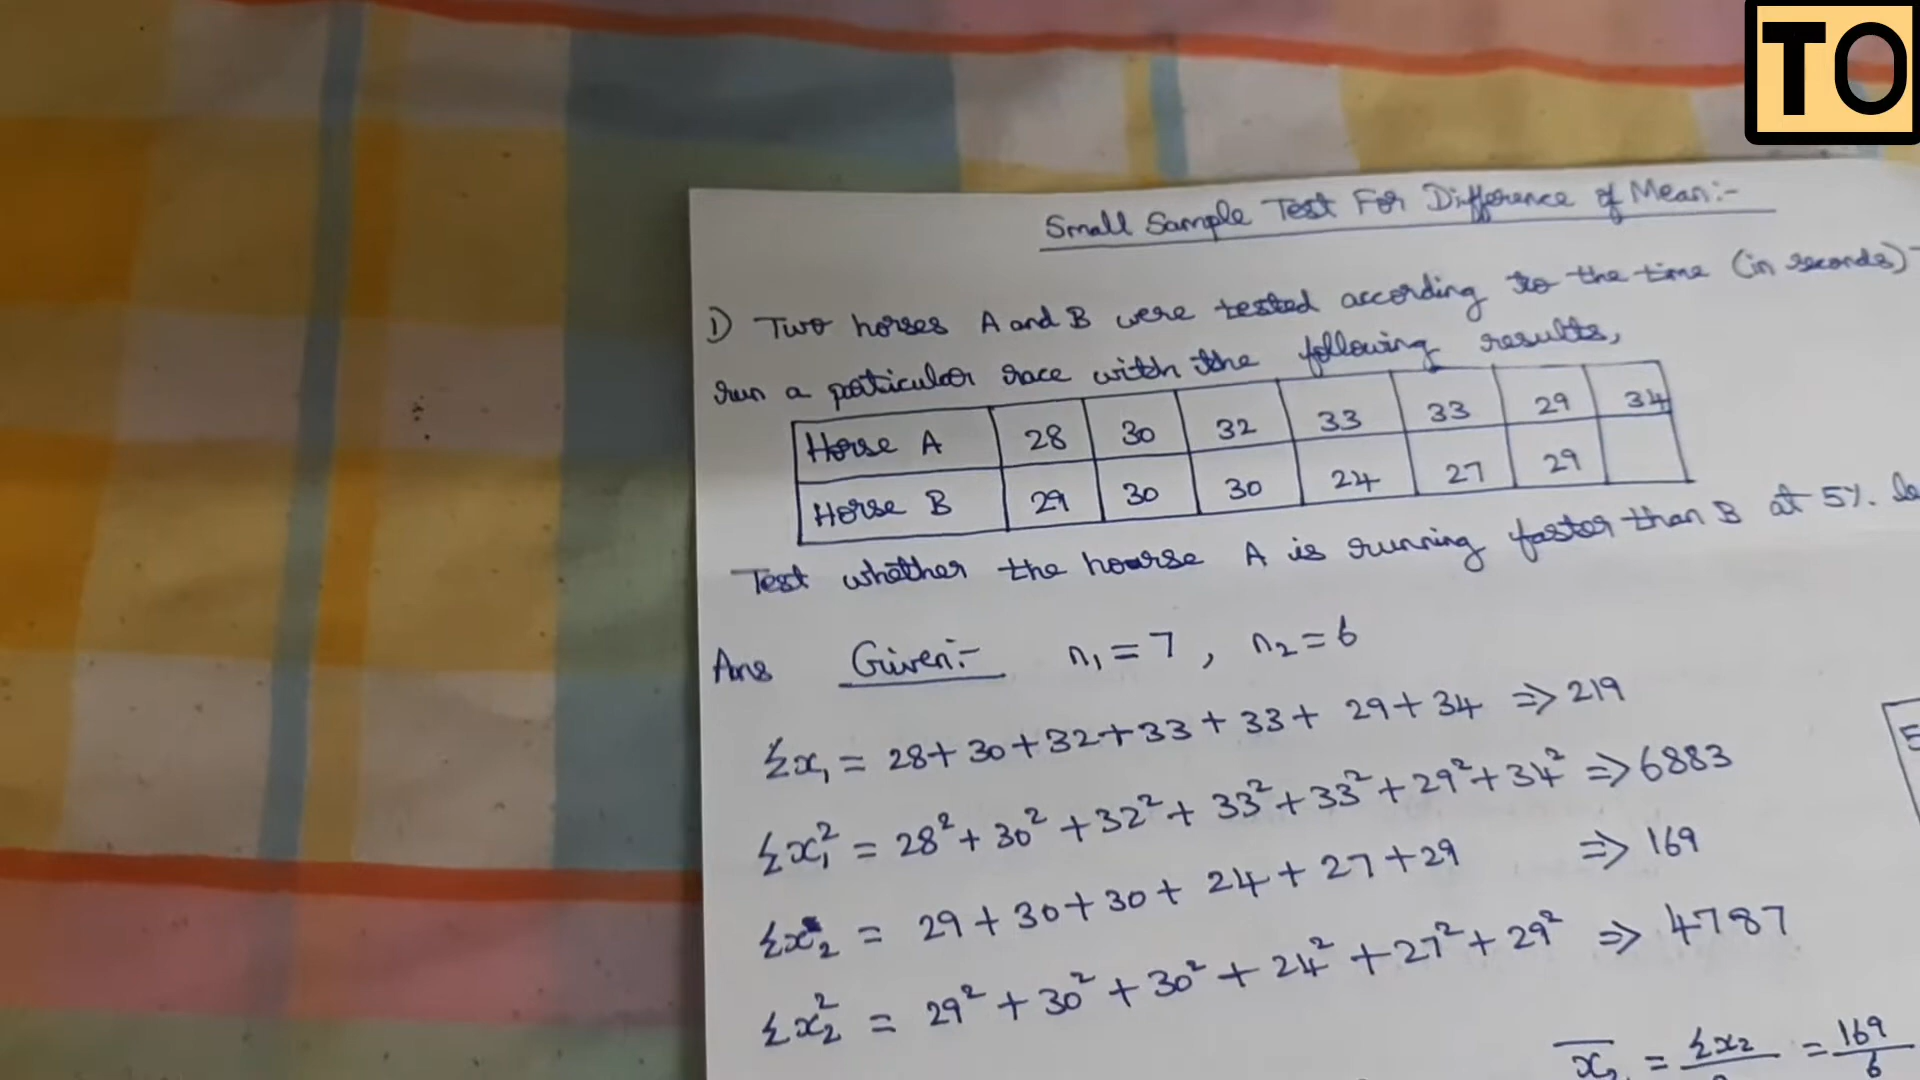 TO
Small Sample Test For Difference of Mean:-
1) Two horses A and B were tested according to the time (in seconds)-
run a paticular race with the following results,
Horse A 28 30 32 33 33 29 34
Horse B 29 30 30 24 27 29
Test whether the hourse A is running faster than B at 5%.
Ans Given:- n₁ = 7, n₂ = 6
Σx₁ = 28+30+32+33+33+29+34 => 219
Σx₁² = 28²+30²+32²+33²+33²+29²+34² => 6883
Σx₂ = 29+30+30+24+27+29 => 169
Σx₂² = 29²+30²+30²+24²+27²+29² => 4787
x̄₂ = Σx₂ = 169/6